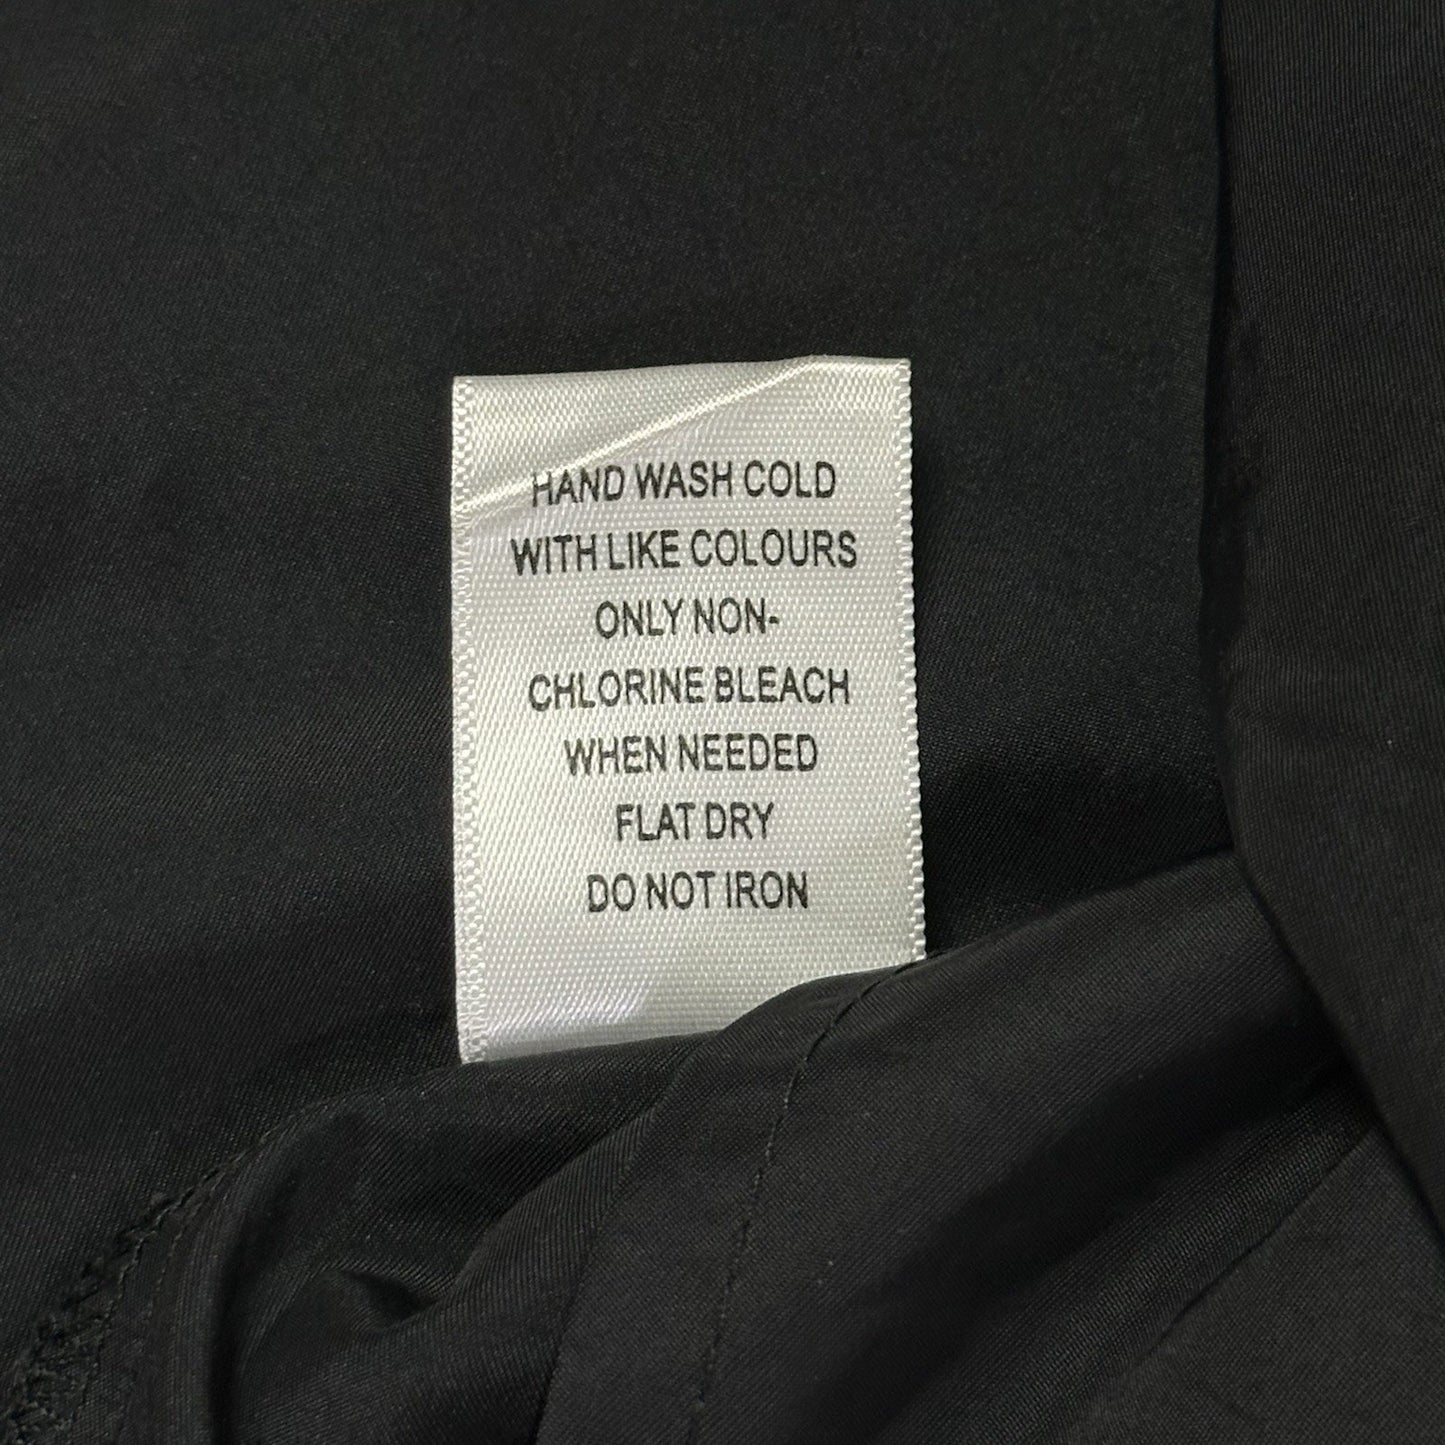 HAND WASH COLD
WITH LIKE COLOURS
ONLY NON-
CHLORINE BLEACH
WHEN NEEDED
FLAT DRY
DO NOT IRON